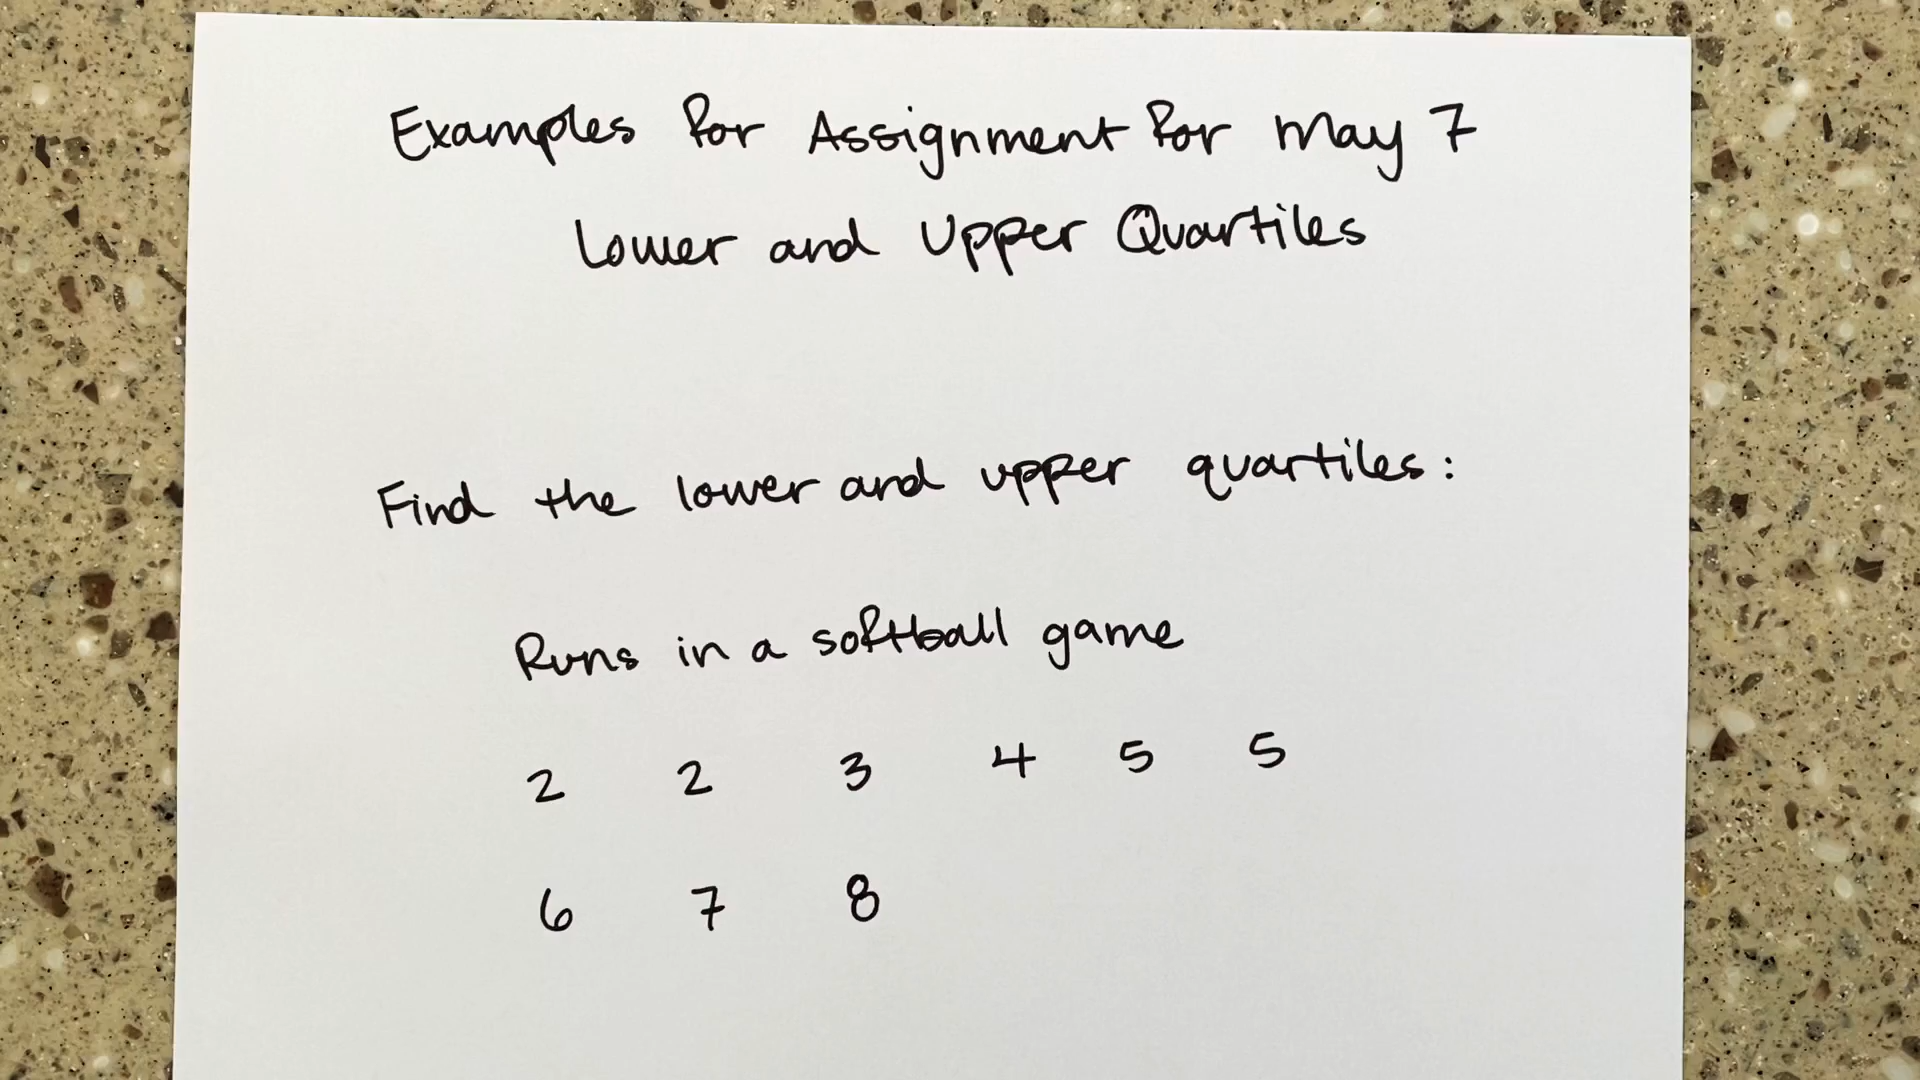 Examples for Assignment for May 7
Lower and Upper Quartiles
Find the lower and upper quartiles:
Runs in a softball game
2 2 3 4 5 5
6 7 8